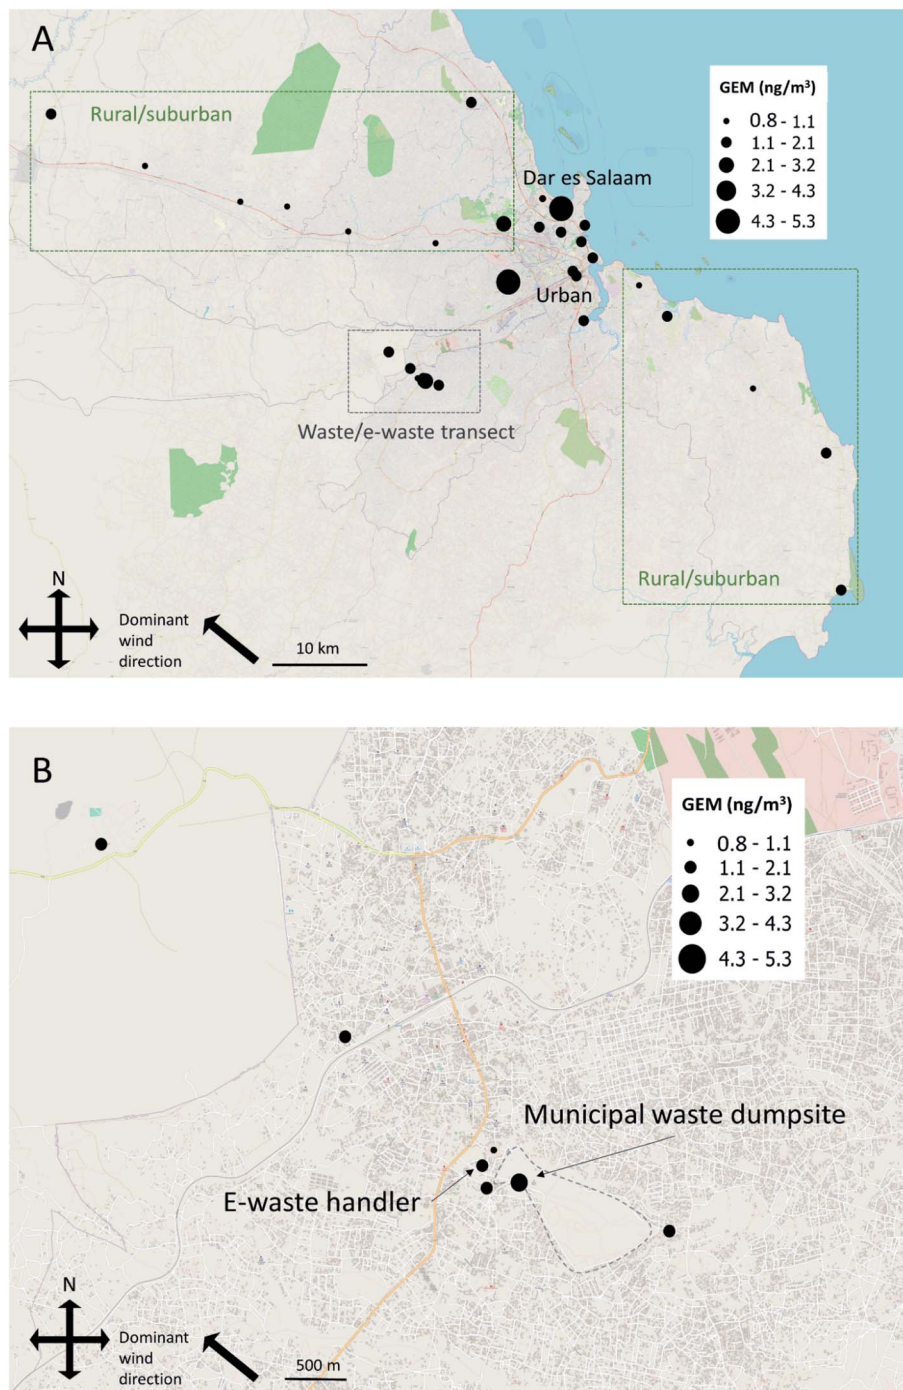 A
Rural/suburban
GEM (ng/m³)
0.8 - 1.1
1.1 - 2.1
2.1 - 3.2
3.2 - 4.3
4.3 - 5.3
Dar es Salaam
Urban
Waste/e-waste transect
Rural/suburban
N
Dominant
wind
direction
10 km
B
GEM (ng/m³)
0.8 - 1.1
1.1 - 2.1
2.1 - 3.2
3.2 - 4.3
4.3 - 5.3
Municipal waste dumpsite
E-waste handler
N
Dominant
wind
direction
500 m